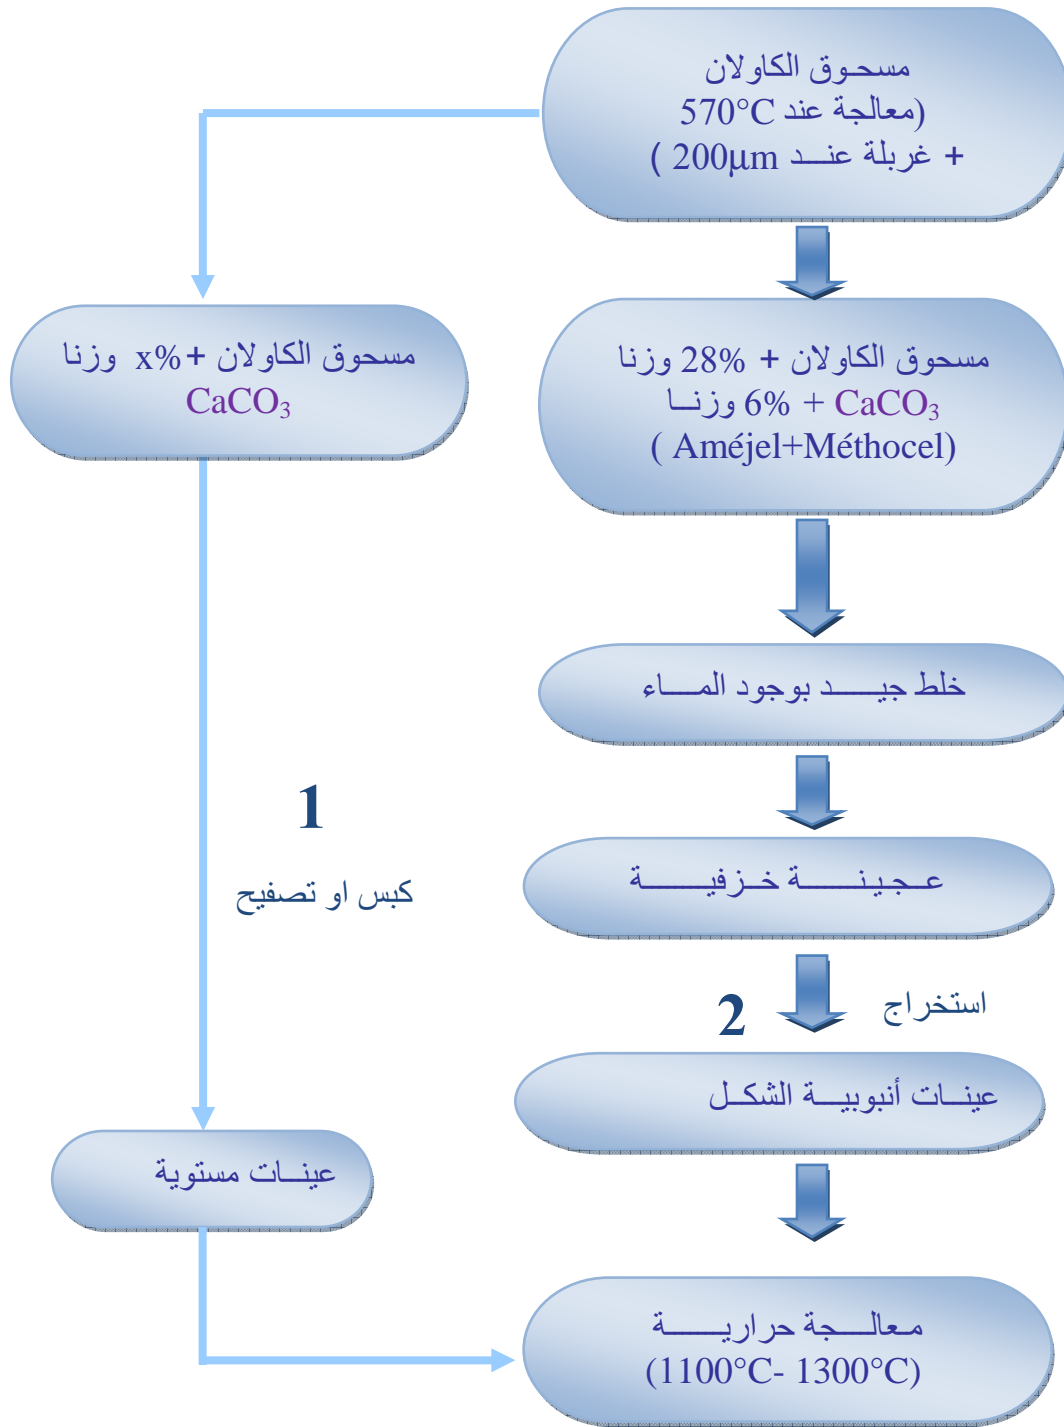 مسحوق الكاولان
(معالجة عند 570°C
+ غربلة عند 200µm )
مسحوق الكاولان + 28% وزنا
CaCO₃ + 6% وزنا
( Améjel+Méthocel)
مسحوق الكاولان + x% وزنا
CaCO₃
خلط جيد بوجود الماء
عجينة خزفية
1
كبس او تصفيح
2
استخراج
عينات أنبوبية الشكل
عينات مستوية
معالجة حرارية
(1100°C- 1300°C)